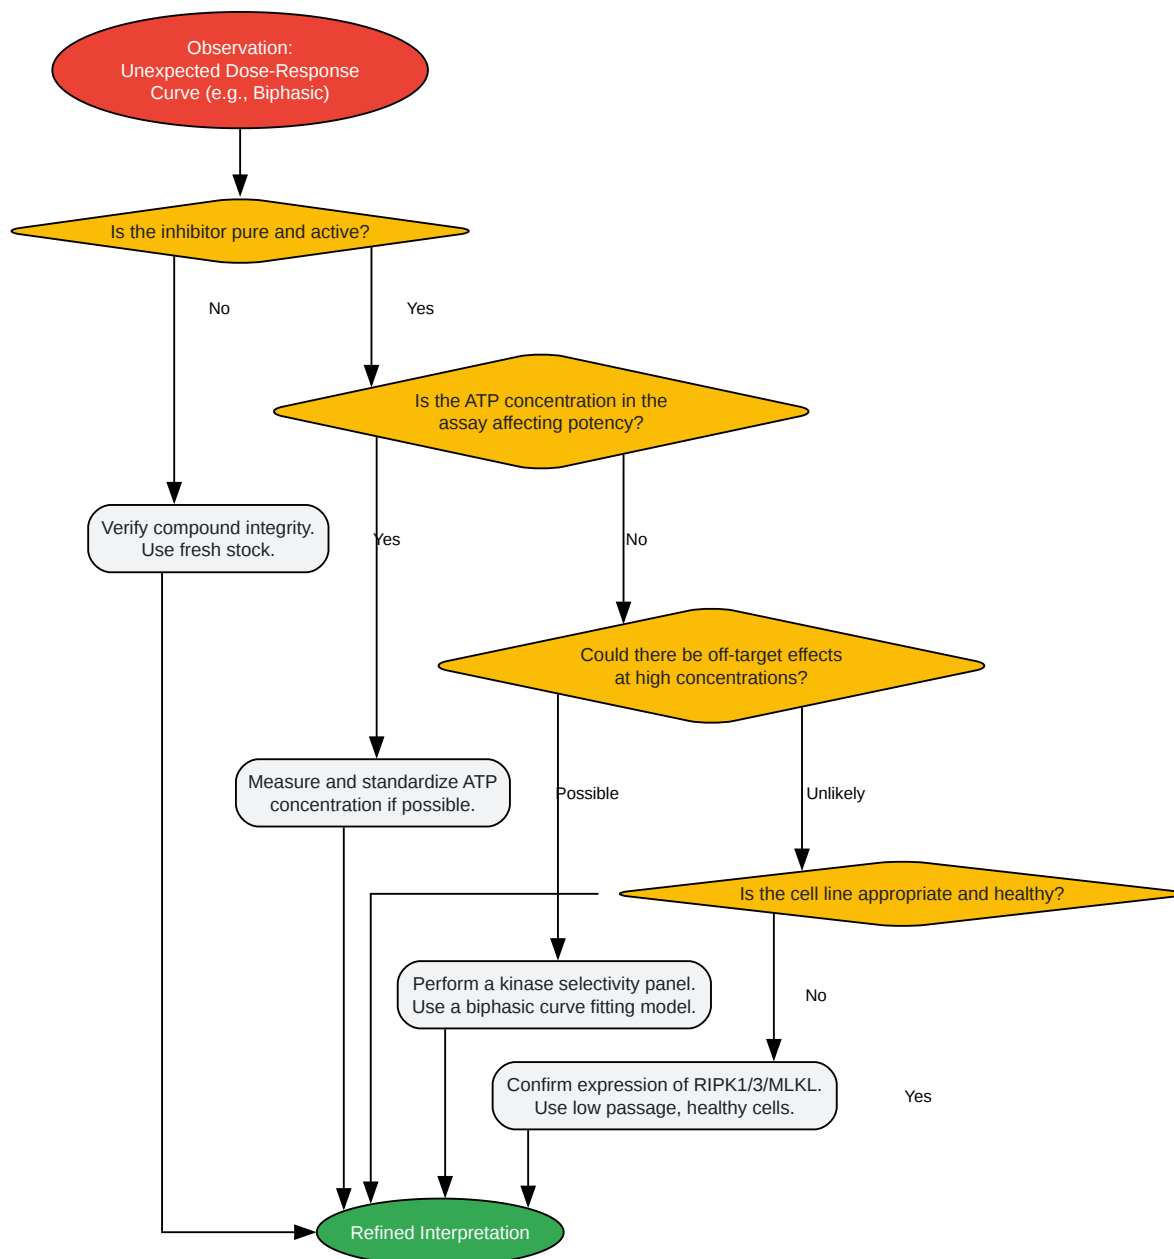 Observation:
Unexpected Dose-Response
Curve (e.g., Biphasic)
Is the inhibitor pure and active?
No
Yes
Is the ATP concentration in the
assay affecting potency?
Verify compound integrity.
Use fresh stock.
Yes
No
Could there be off-target effects
at high concentrations?
Measure and standardize ATP
concentration if possible.
Possible
Unlikely
Is the cell line appropriate and healthy?
Perform a kinase selectivity panel.
Use a biphasic curve fitting model.
No
Confirm expression of RIPK1/3/MLKL.
Use low passage, healthy cells.
Yes
Refined Interpretation